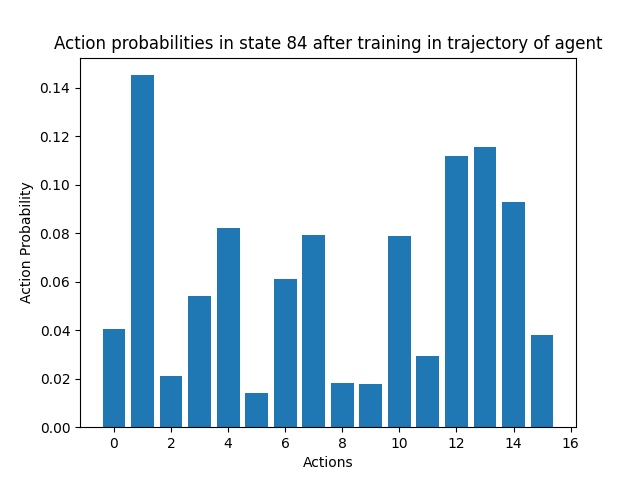 Action probabilities in state 84 after training in trajectory of agent
0.14
0.12
0.10
0.08
0.06
0.04
0.02
0.00
Action Probability
0 2 4 6 8 10 12 14 16
Actions